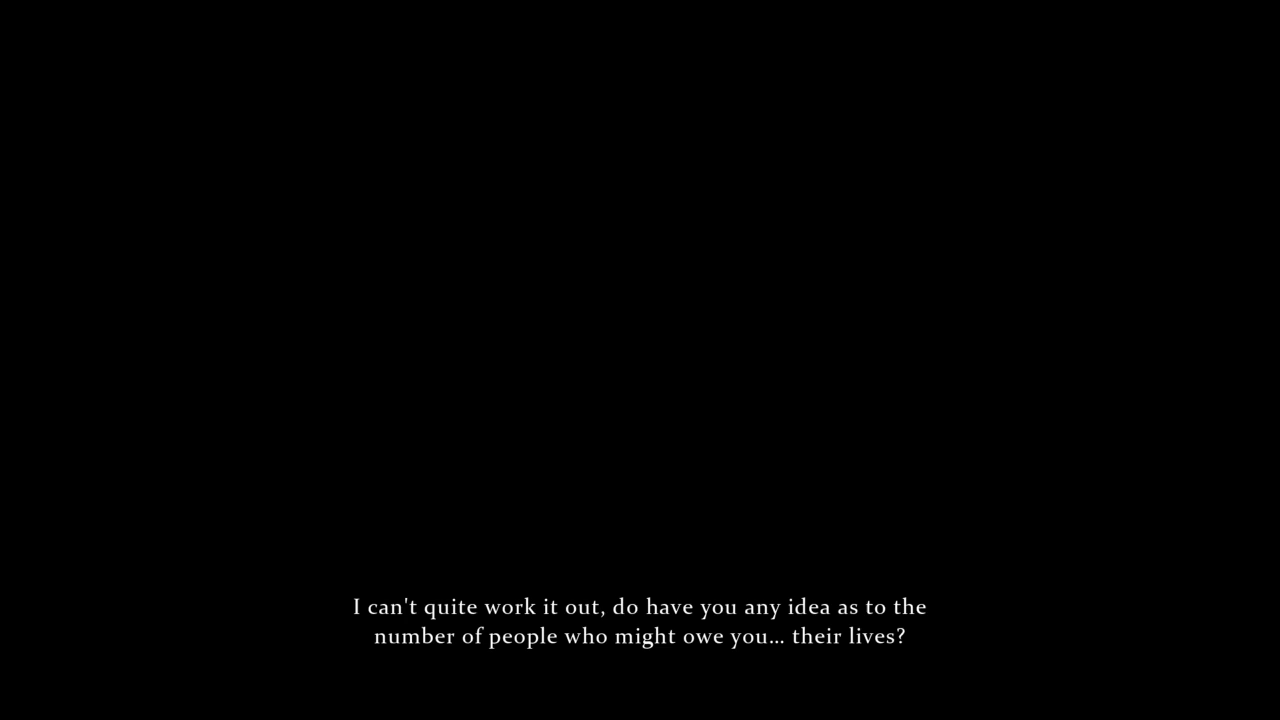 I can't quite work it out, do have you any idea as to the
number of people who might owe you... their lives?